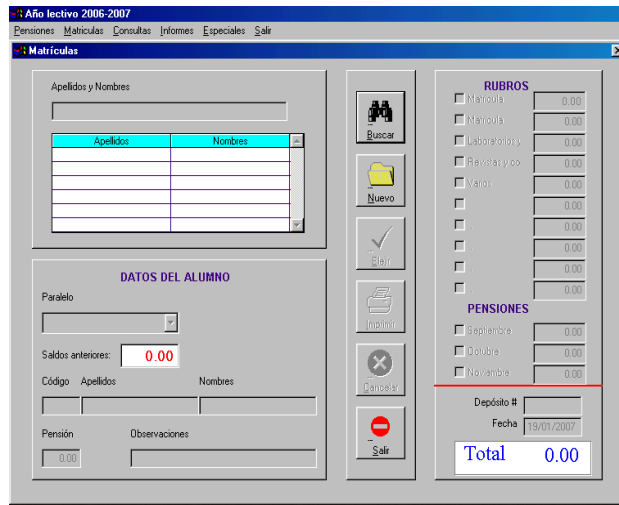 Año lectivo 2006-2007
Pensiones Matriculas Consultas Informes Especiales Salir
Matrículas
Apellidos y Nombres
Apellidos Nombres
DATOS DEL ALUMNO
Paralelo
Saldos anteriores: 0.00
Código Apellidos Nombres
Pensión Observaciones
0.00
Buscar
Nuevo
Elejir
Imprimir
Cancelar
Salir
RUBROS
Matricula 0.00
Matricula 0.00
Laboratorios y 0.00
Revistas y co 0.00
Varios 0.00
0.00
. 0.00
. 0.00
. 0.00
. 0.00
PENSIONES
Septiembre 0.00
Octubre 0.00
Noviembre 0.00
Depósito #
Fecha 19/01/2007
Total 0.00